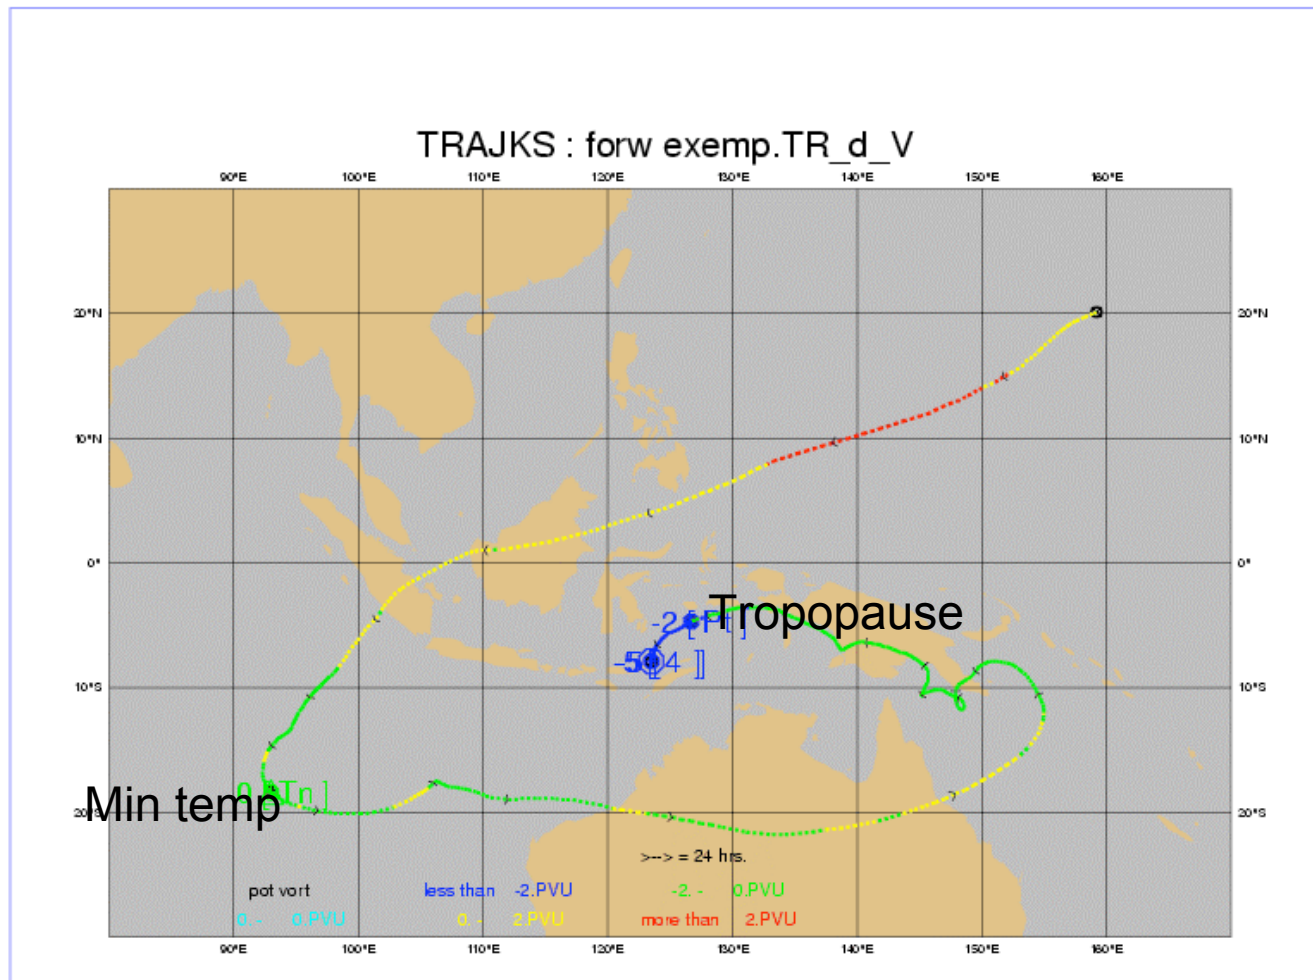 TRAJKS : forw exemp.TR_d_V
90°E 100°E 110°E 120°E 130°E 140°E 150°E 160°E
20°N 20°N
10°N 10°N
0° 0°
Tropopause
10°S 10°S
Min temp
20°S
>--> = 24 hrs.
pot vort less than -2.PVU -2. - 0.PVU
0. - 0.PVU 0. - 2.PVU more than 2.PVU
90°E 100°E 110°E 120°E 130°E 140°E 150°E 160°E